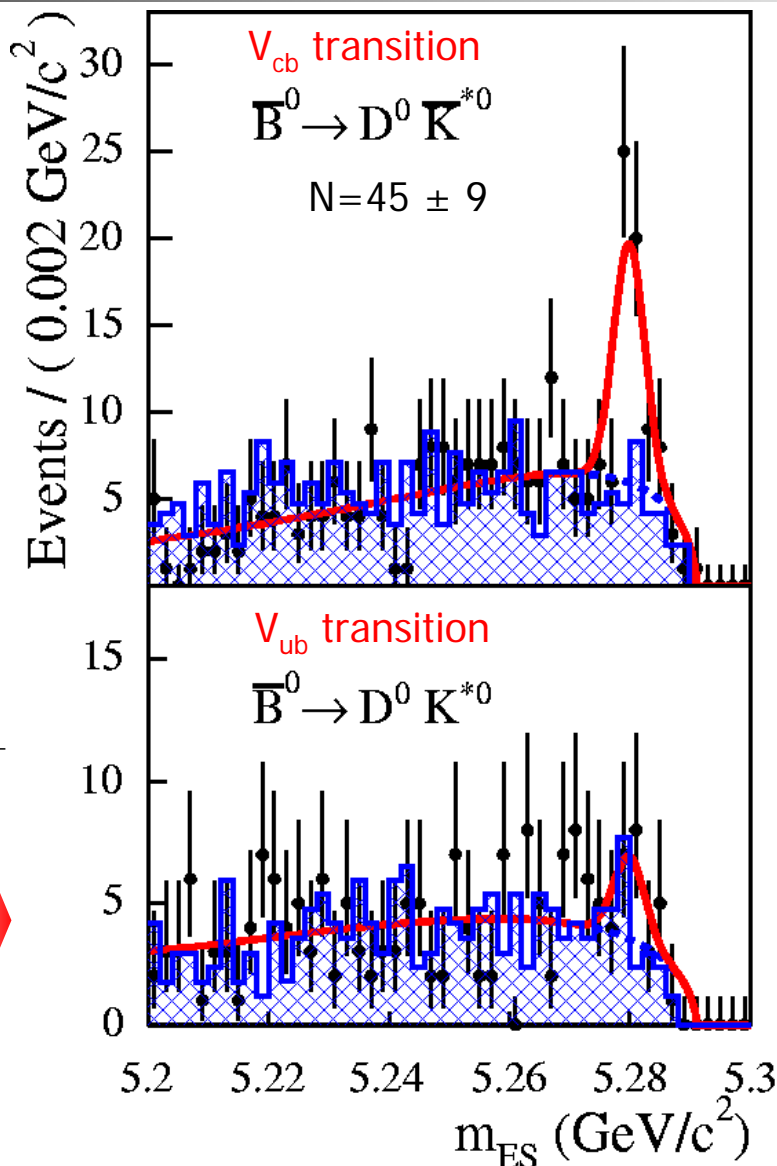 V_cb transition
B̅⁰ → D⁰ K̅*⁰
N=45 ± 9
30
25
20
15
10
5
Events / ( 0.002 GeV/c² )
V_ub transition
B̅⁰ → D⁰ K*⁰
15
10
5
0
5.2 5.22 5.24 5.26 5.28 5.3
m_ES (GeV/c²)